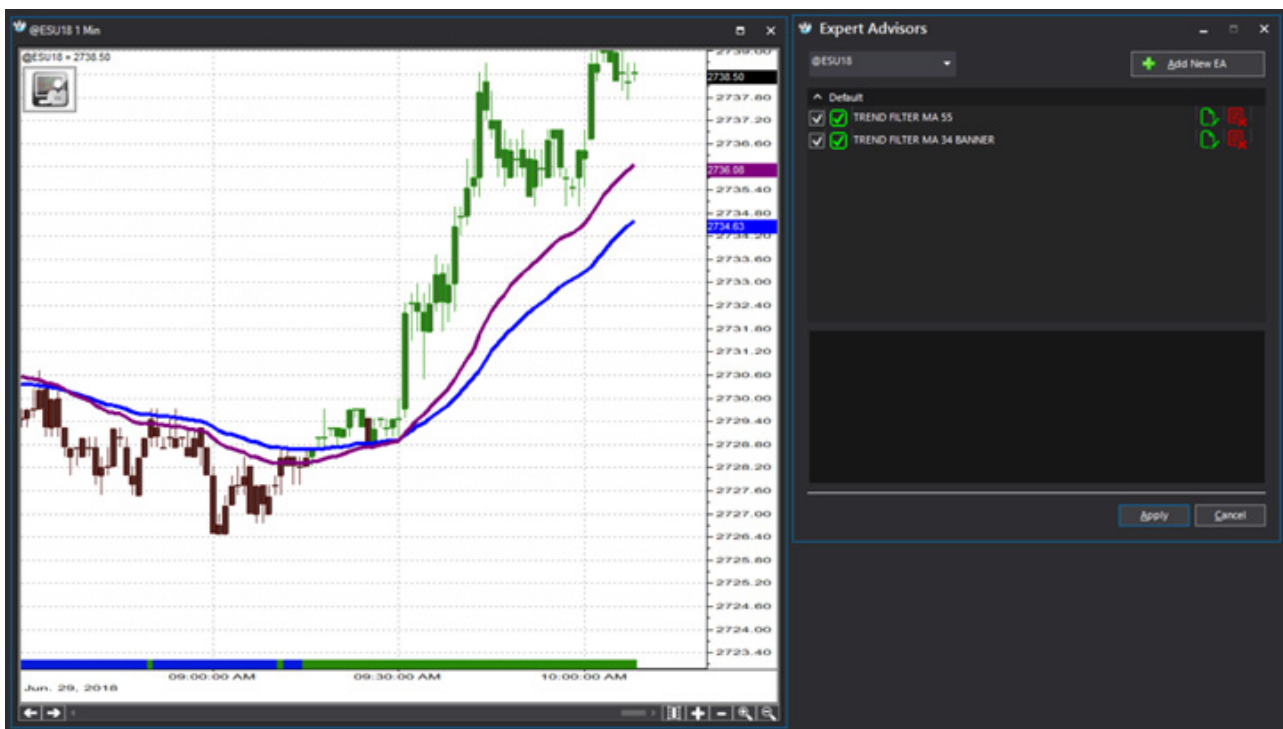 @ESU18 1 Min
@ESU18 = 2738.50
2739.00
2738.50
2737.80
2737.20
2736.60
2736.08
2735.40
2734.80
2734.63
2734.20
2733.60
2733.00
2732.40
2731.80
2731.20
2730.60
2730.00
2729.40
2728.80
2728.20
2727.60
2727.00
2726.40
2725.80
2725.20
2724.60
2724.00
2723.40
09:00:00 AM 09:30:00 AM 10:00:00 AM
Jun. 29, 2018
Expert Advisors
@ESU18
Add New EA
Default
TREND FILTER MA 55
TREND FILTER MA 34 BANNER
Apply Cancel